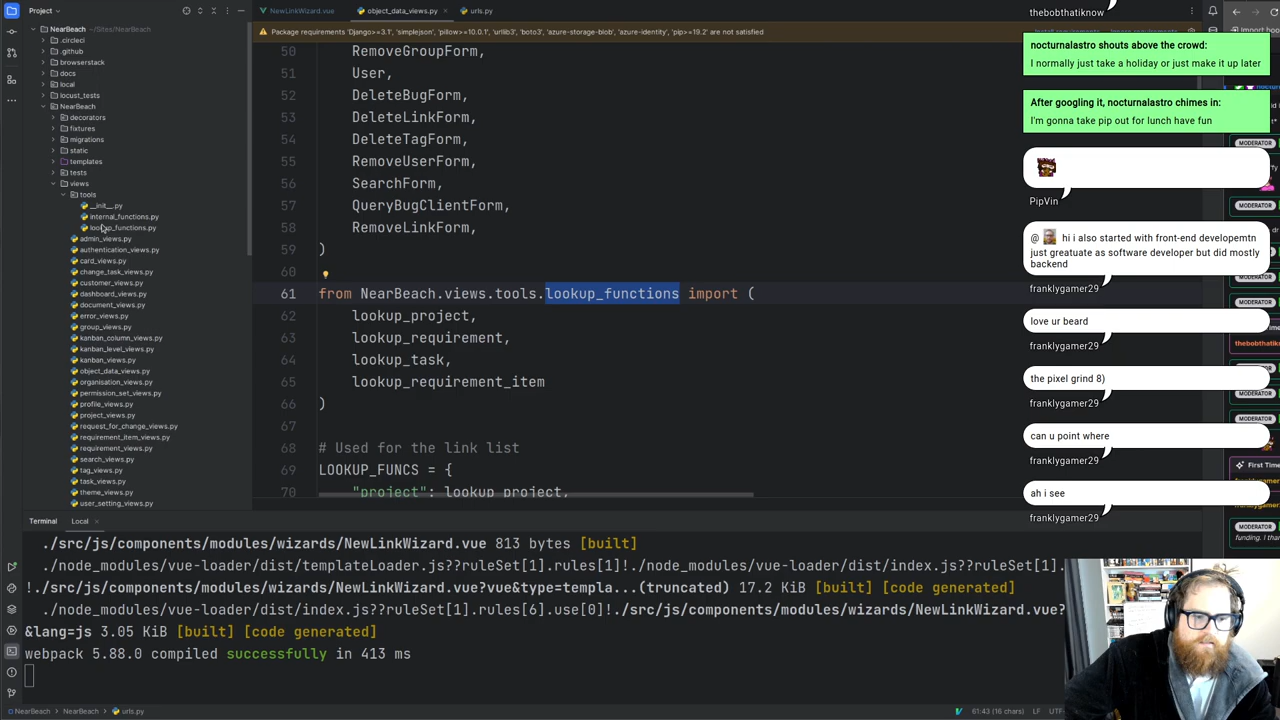 Project
NearBeach ~/Sites/NearBeach
.circleci
.github
browserstack
docs
local
locust_tests
NearBeach
decorators
fixtures
migrations
static
templates
tests
views
tools
__init__.py
internal_functions.py
lookup_functions.py
admin_views.py
authentication_views.py
card_views.py
change_task_views.py
customer_views.py
dashboard_views.py
document_views.py
error_views.py
group_views.py
kanban_column_views.py
kanban_level_views.py
kanban_views.py
object_data_views.py
organisation_views.py
permission_set_views.py
profile_views.py
project_views.py
request_for_change_views.py
requirement_item_views.py
requirement_views.py
search_views.py
tag_views.py
task_views.py
theme_views.py
user_setting_views.py
NewLinkWizard.vue
object_data_views.py
urls.py
Package requirements 'Django>=3.1', 'simplejson', 'pillow>=10.0.1', 'urllib3', 'boto3', 'azure-storage-blob', 'azure-identity', 'pip>=19.2' are not satisfied
50 RemoveGroupForm,
51 User,
52 DeleteBugForm,
53 DeleteLinkForm,
54 DeleteTagForm,
55 RemoveUserForm,
56 SearchForm,
57 QueryBugClientForm,
58 RemoveLinkForm,
59 )
60
61 from NearBeach.views.tools.lookup_functions import (
62 lookup_project,
63 lookup_requirement,
64 lookup_task,
65 lookup_requirement_item
66 )
67
68 # Used for the link list
69 LOOKUP_FUNCS = {
70 "project": lookup_project,
Terminal
Local
./src/js/components/modules/wizards/NewLinkWizard.vue 813 bytes [built]
./node_modules/vue-loader/dist/templateLoader.js??ruleSet[1].rules[1]!./node_modules/vue-loader/dist/index.js??ruleSet[1].r
!./src/js/components/modules/wizards/NewLinkWizard.vue?vue&type=templa...(truncated) 17.2 KiB [built] [code generated]
./node_modules/vue-loader/dist/index.js??ruleSet[1].rules[6].use[0]!./src/js/components/modules/wizards/NewLinkWizard.vue?
&lang=js 3.05 KiB [built] [code generated]
webpack 5.88.0 compiled successfully in 413 ms
NearBeach
NearBeach
urls.py
61:43 (16 chars)
LF
UTF-
thebobthatiknow
nocturnalastro shouts above the crowd:
I normally just take a holiday or just make it up later
After googling it, nocturnalastro chimes in:
I'm gonna take pip out for lunch have fun
PipVin
@ hi i also started with front-end developemtn
just greatuate as software developer but did mostly
backend
franklygamer29
love ur beard
franklygamer29
the pixel grind 8)
franklygamer29
can u point where
franklygamer29
ah i see
franklygamer29
MODERATOR
MODERATOR
MODERATOR
MODERATOR
MODERATOR
First Time
MODERATOR